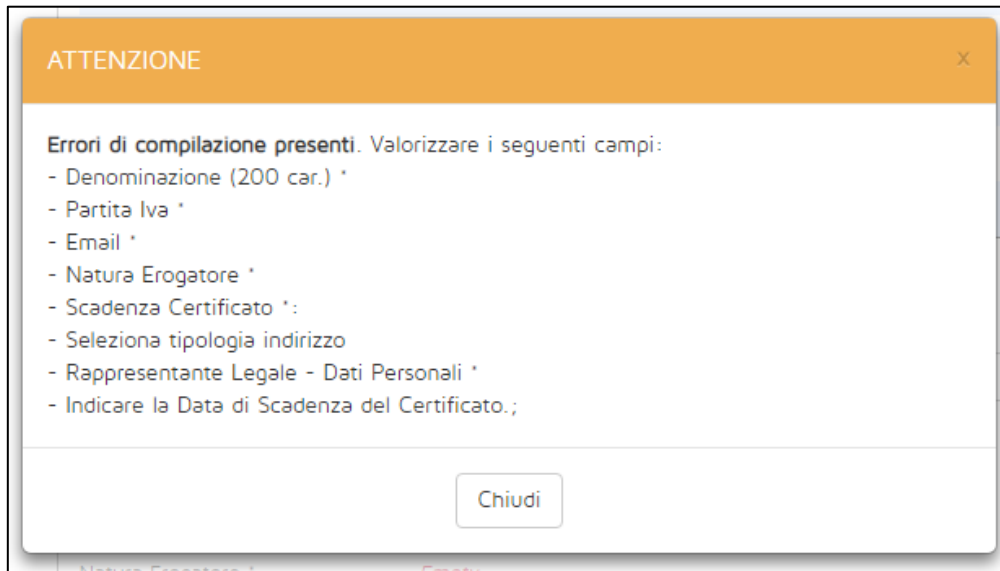 ATTENZIONE x
Errori di compilazione presenti. Valorizzare i seguenti campi:
- Denominazione (200 car.) *
- Partita Iva *
- Email *
- Natura Erogatore *
- Scadenza Certificato *:
- Seleziona tipologia indirizzo
- Rappresentante Legale - Dati Personali *
- Indicare la Data di Scadenza del Certificato.;
Chiudi